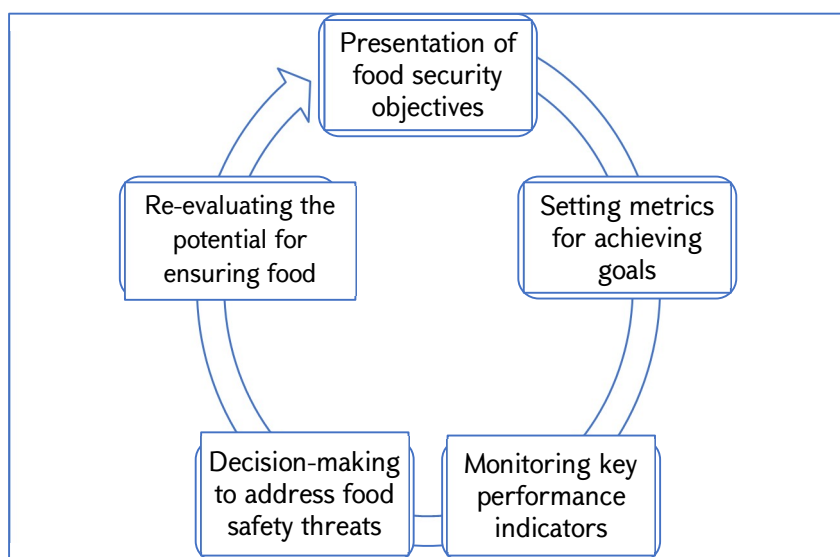 Presentation of
food security
objectives
Setting metrics
for achieving
goals
Monitoring key
performance
indicators
Decision-making
to address food
safety threats
Re-evaluating the
potential for
ensuring food